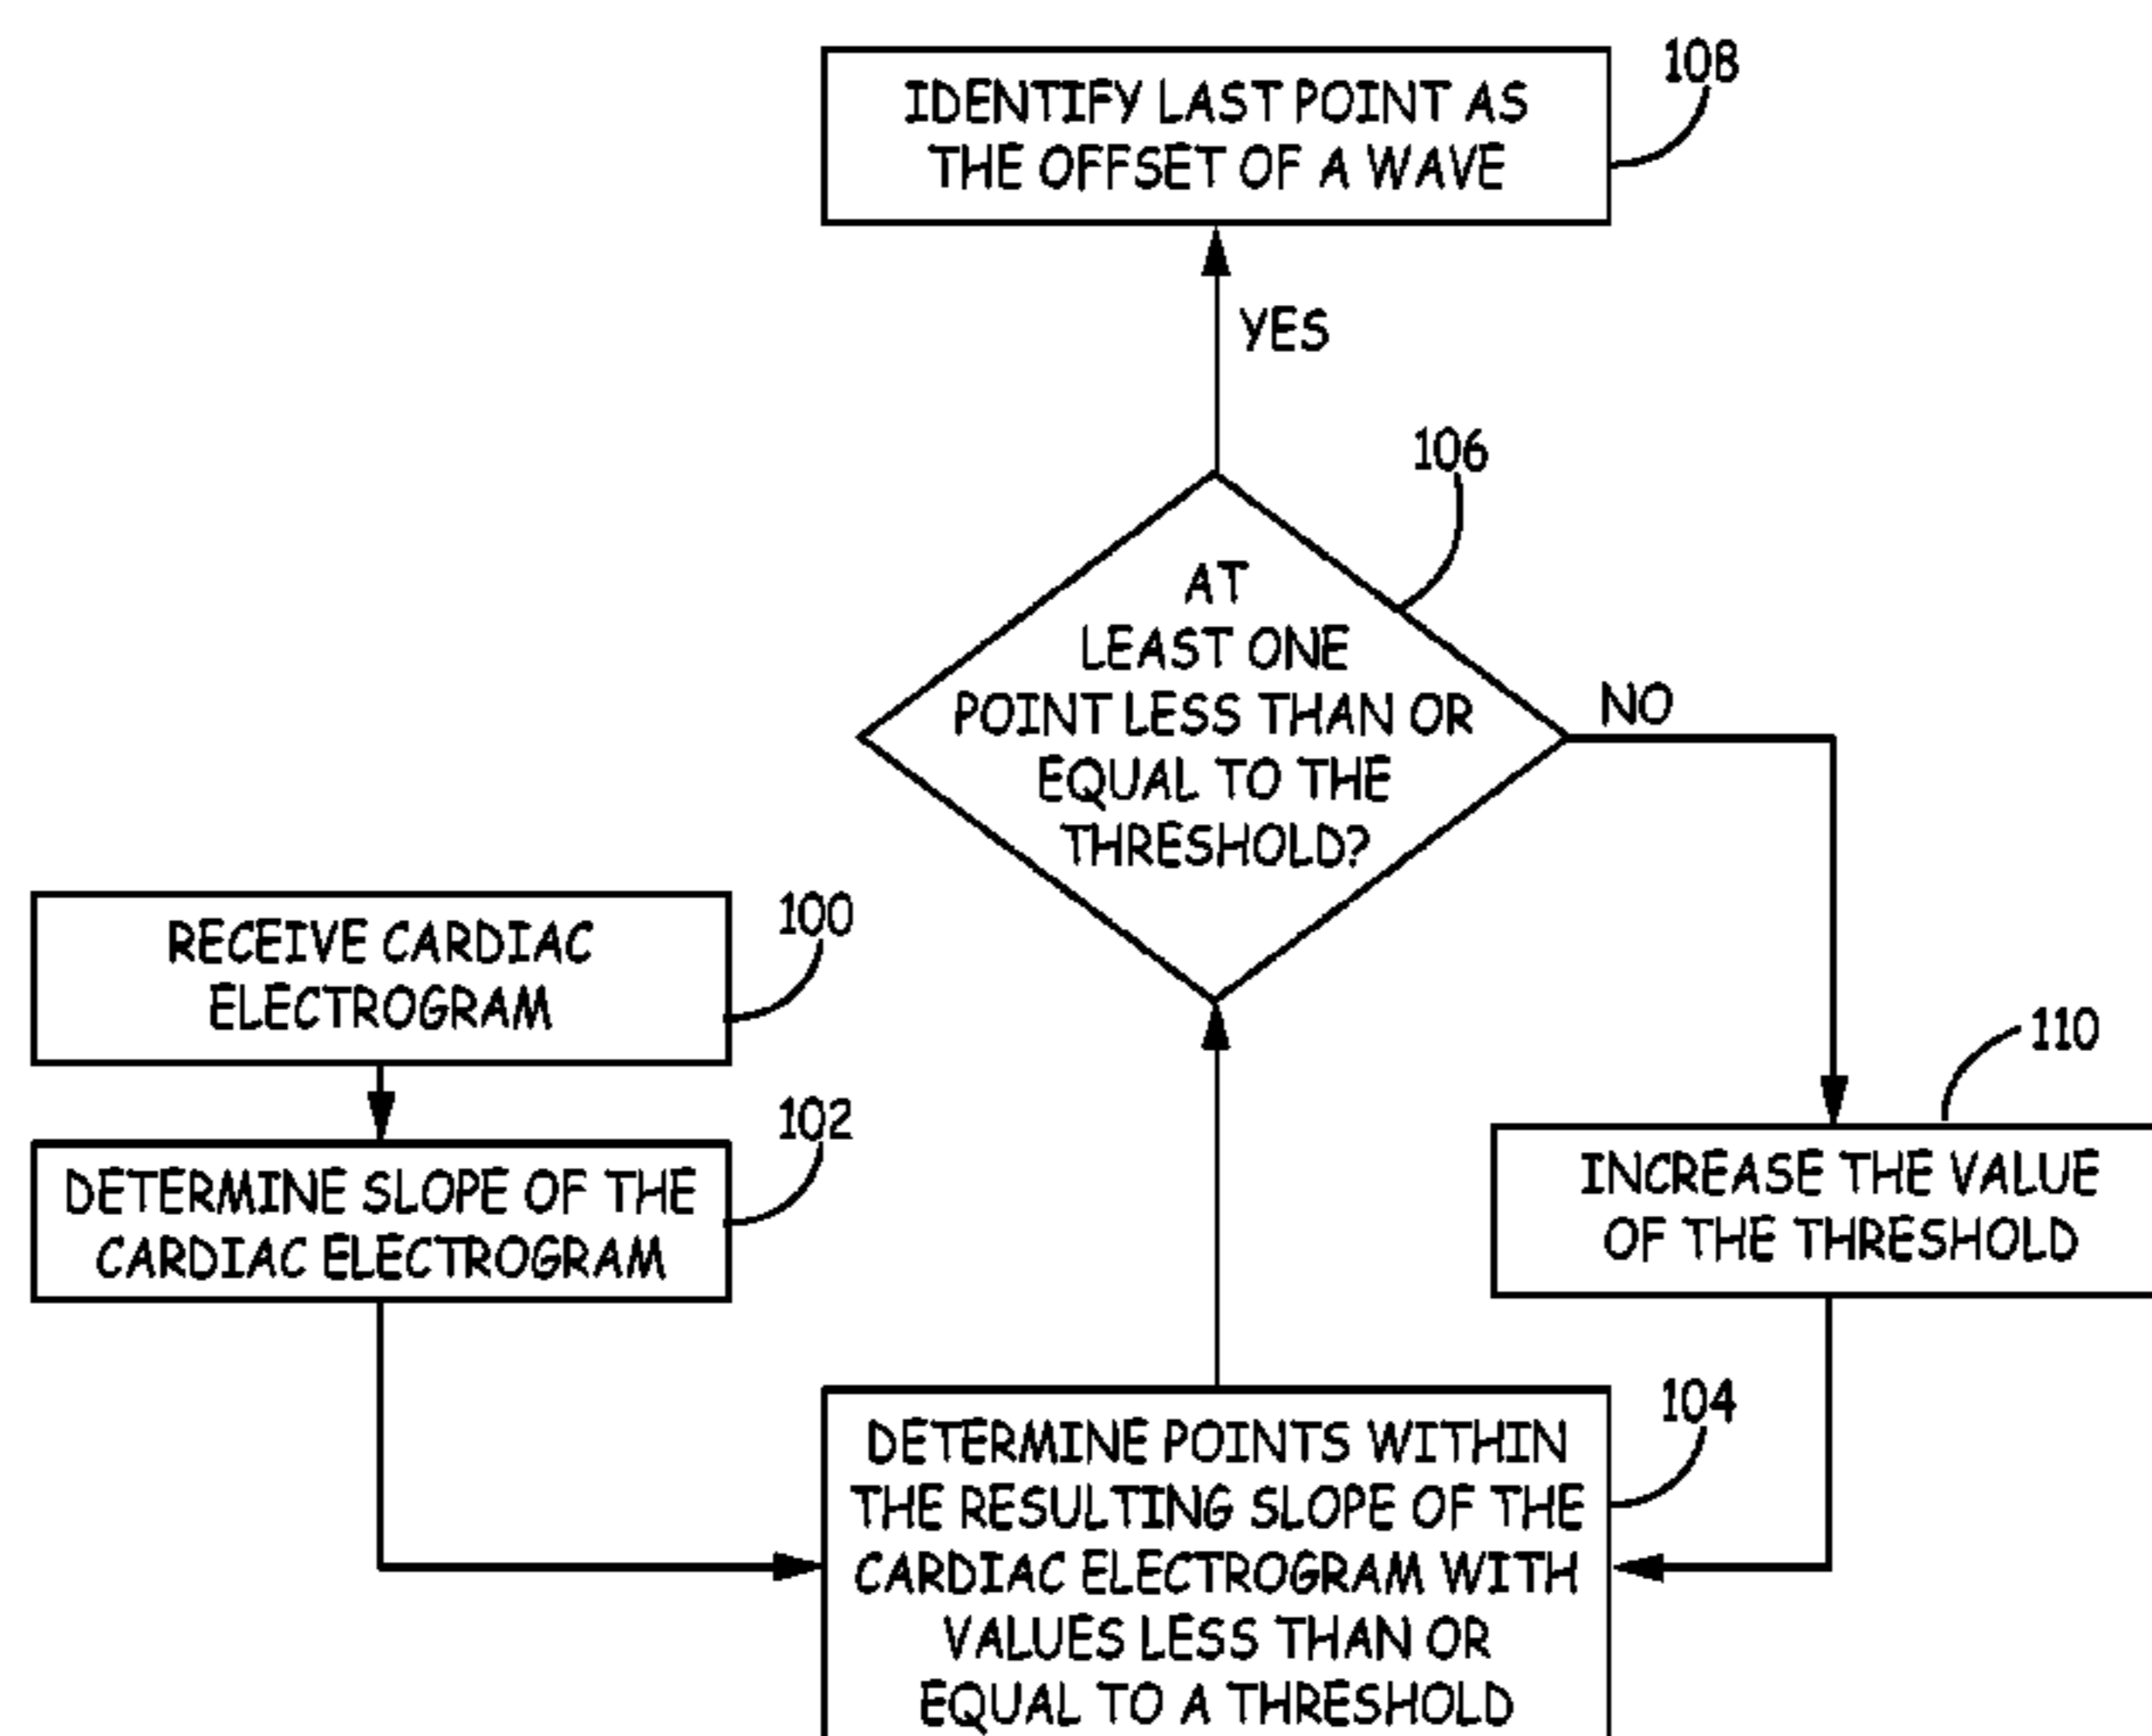 108
IDENTIFY LAST POINT AS
THE OFFSET OF A WAVE
YES
106
AT
LEAST ONE
POINT LESS THAN OR
EQUAL TO THE
THRESHOLD?
NO
100
RECEIVE CARDIAC
ELECTROGRAM
110
102
DETERMINE SLOPE OF THE
CARDIAC ELECTROGRAM
INCREASE THE VALUE
OF THE THRESHOLD
104
DETERMINE POINTS WITHIN
THE RESULTING SLOPE OF THE
CARDIAC ELECTROGRAM WITH
VALUES LESS THAN OR
EQUAL TO A THRESHOLD